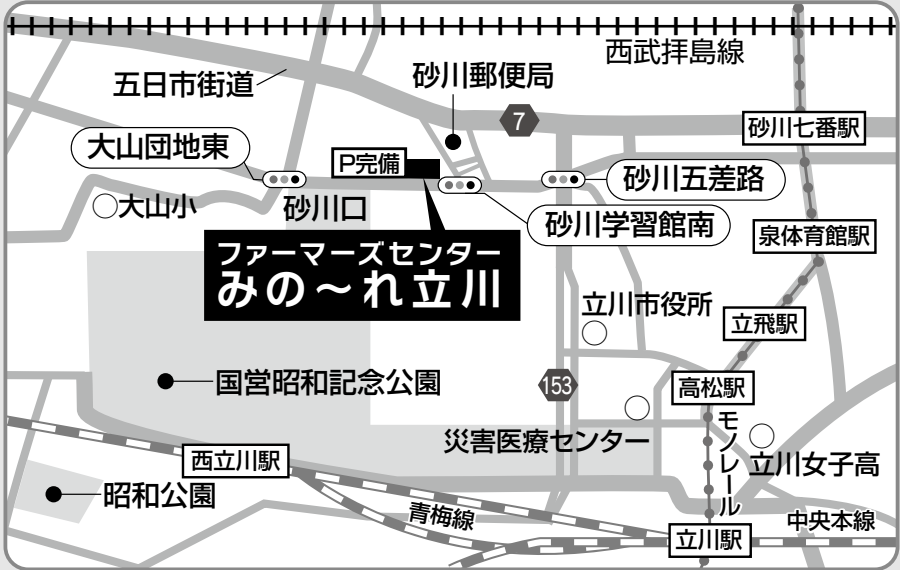 西武拝島線
五日市街道
砂川郵便局
7
砂川七番駅
大山団地東
P完備
砂川五差路
大山小
砂川口
砂川学習館南
ファーマーズセンター
みの～れ立川
泉体育館駅
立川市役所
立飛駅
国営昭和記念公園
153
高松駅
モノレール
災害医療センター
立川女子高
西立川駅
昭和公園
青梅線
中央本線
立川駅